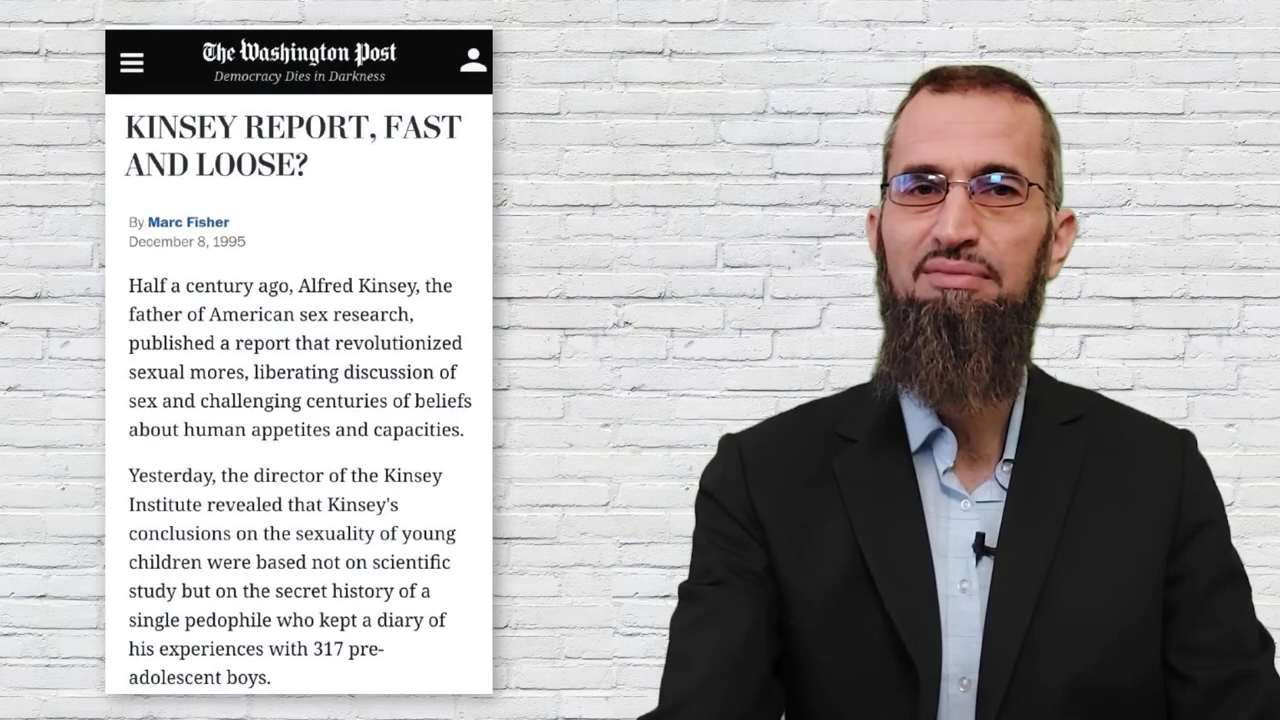 The Washington Post
Democracy Dies in Darkness
KINSEY REPORT, FAST
AND LOOSE?
By Marc Fisher
December 8, 1995
Half a century ago, Alfred Kinsey, the
father of American sex research,
published a report that revolutionized
sexual mores, liberating discussion of
sex and challenging centuries of beliefs
about human appetites and capacities.
Yesterday, the director of the Kinsey
Institute revealed that Kinsey's
conclusions on the sexuality of young
children were based not on scientific
study but on the secret history of a
single pedophile who kept a diary of
his experiences with 317 pre-
adolescent boys.